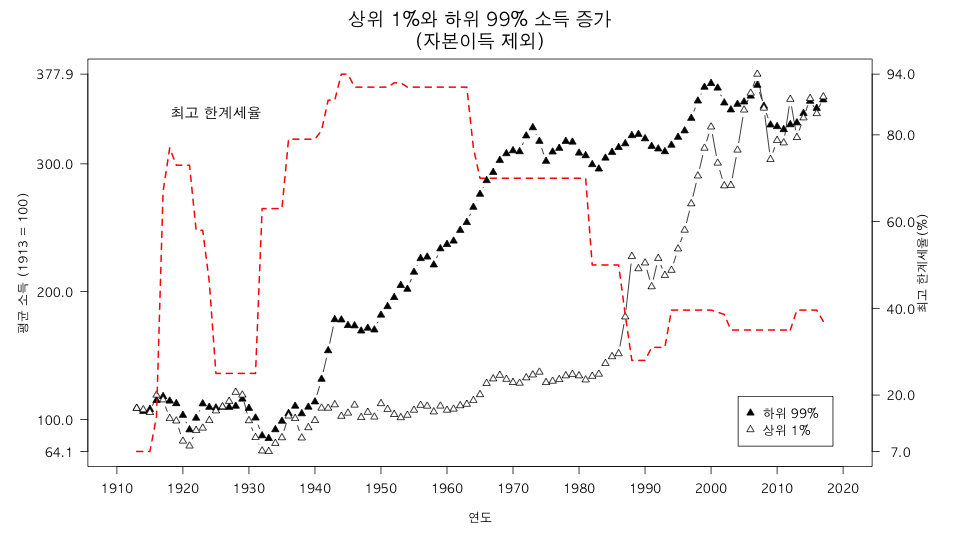 상위 1%와 하위 99% 소득 증가
(자본이득 제외)
최고 한계세율
평균 소득 (1913 = 100)
377.9
300.0
200.0
100.0
64.1
94.0
80.0
60.0
40.0
20.0
7.0
최고 한계세율(%)
하위 99%
상위 1%
1910 1920 1930 1940 1950 1960 1970 1980 1990 2000 2010 2020
연도